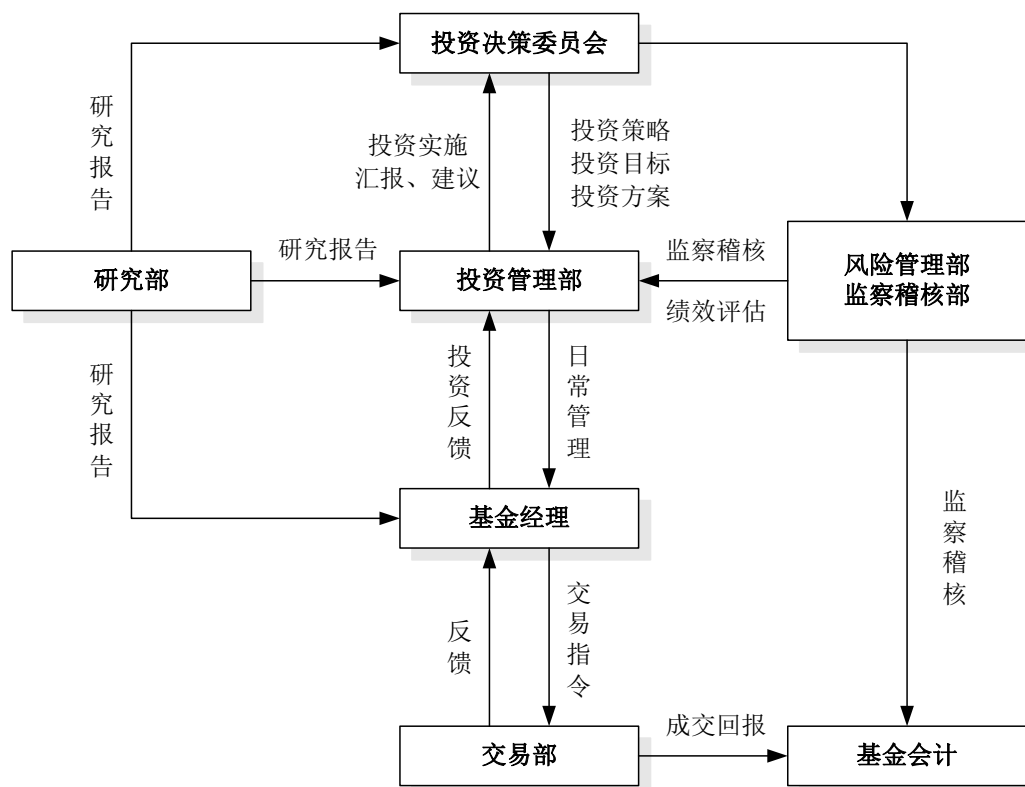 投资决策委员会
研究报告
投资实施
汇报、建议
投资策略
投资目标
投资方案
研究部
研究报告
投资管理部
监察稽核
绩效评估
风险管理部
监察稽核部
研究报告
投资反馈
日常管理
基金经理
监察稽核
反馈
交易指令
交易部
成交回报
基金会计